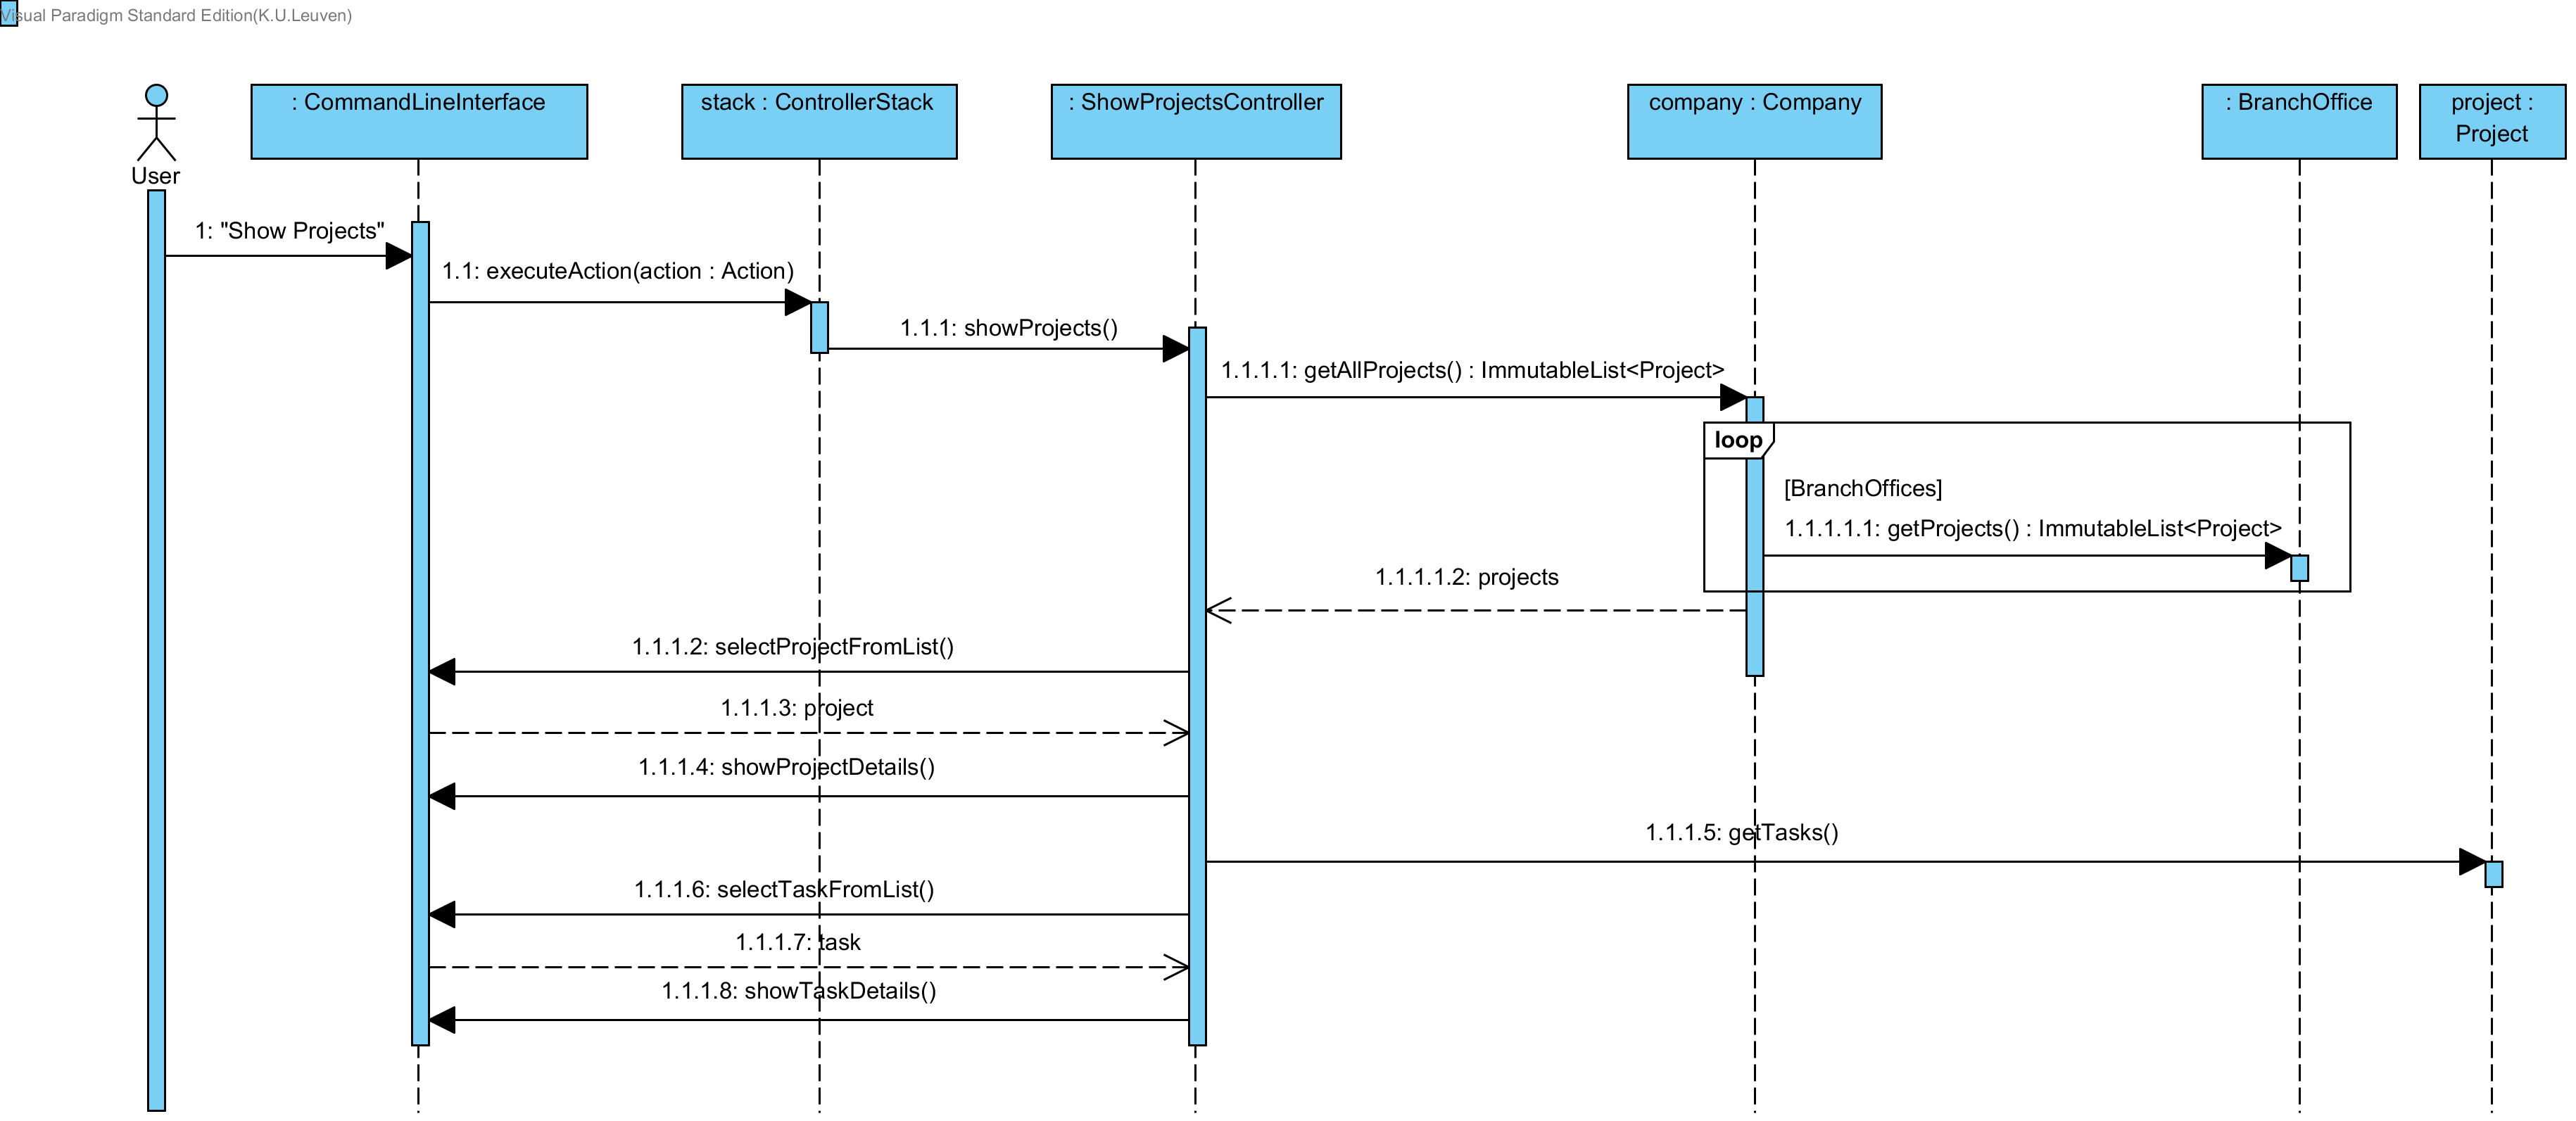 Visual Paradigm Standard Edition(K.U.Leuven)
: CommandLineInterface
stack : ControllerStack
: ShowProjectsController
company : Company
: BranchOffice
project :
Project
User
1: "Show Projects"
1.1: executeAction(action : Action)
1.1.1: showProjects()
1.1.1.1: getAllProjects() : ImmutableList<Project>
loop
[BranchOffices]
1.1.1.1.1: getProjects() : ImmutableList<Project>
1.1.1.1.2: projects
1.1.1.2: selectProjectFromList()
1.1.1.3: project
1.1.1.4: showProjectDetails()
1.1.1.5: getTasks()
1.1.1.6: selectTaskFromList()
1.1.1.7: task
1.1.1.8: showTaskDetails()